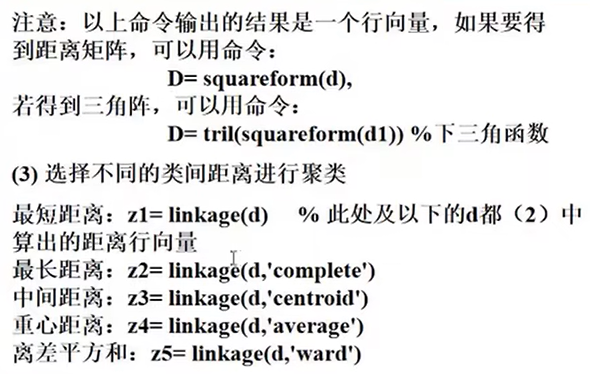 注意：以上命令输出的结果是一个行向量，如果要得
到距离矩阵，可以用命令：
D= squareform(d),
若得到三角阵，可以用命令：
D= tril(squareform(d1)) %下三角函数
(3) 选择不同的类间距离进行聚类
最短距离：z1= linkage(d) % 此处及以下的d都（2）中
算出的距离行向量
最长距离：z2= linkage(d,'complete')
中间距离：z3= linkage(d,'centroid')
重心距离：z4= linkage(d,'average')
离差平方和：z5= linkage(d,'ward')